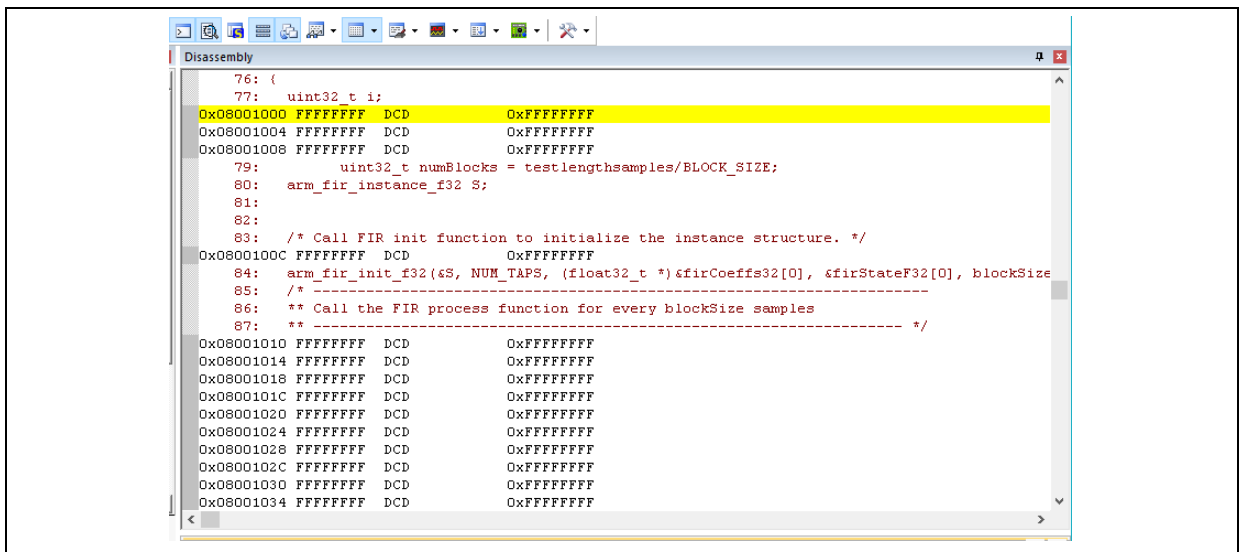 Disassembly
76: {
77: uint32_t i;
0x08001000 FFFFFFFF DCD 0xFFFFFFFF
0x08001004 FFFFFFFF DCD 0xFFFFFFFF
0x08001008 FFFFFFFF DCD 0xFFFFFFFF
79: uint32_t numBlocks = testlengthsamples/BLOCK_SIZE;
80: arm_fir_instance_f32 S;
81:
82:
83: /* Call FIR init function to initialize the instance structure. */
0x0800100C FFFFFFFF DCD 0xFFFFFFFF
84: arm_fir_init_f32(&S, NUM_TAPS, (float32_t *)&firCoeffs32[0], &firStateF32[0], blockSize
85: /* ----------------------------------------------------------------------
86: ** Call the FIR process function for every blockSize samples
87: ** ------------------------------------------------------------------- */
0x08001010 FFFFFFFF DCD 0xFFFFFFFF
0x08001014 FFFFFFFF DCD 0xFFFFFFFF
0x08001018 FFFFFFFF DCD 0xFFFFFFFF
0x0800101C FFFFFFFF DCD 0xFFFFFFFF
0x08001020 FFFFFFFF DCD 0xFFFFFFFF
0x08001024 FFFFFFFF DCD 0xFFFFFFFF
0x08001028 FFFFFFFF DCD 0xFFFFFFFF
0x0800102C FFFFFFFF DCD 0xFFFFFFFF
0x08001030 FFFFFFFF DCD 0xFFFFFFFF
0x08001034 FFFFFFFF DCD 0xFFFFFFFF